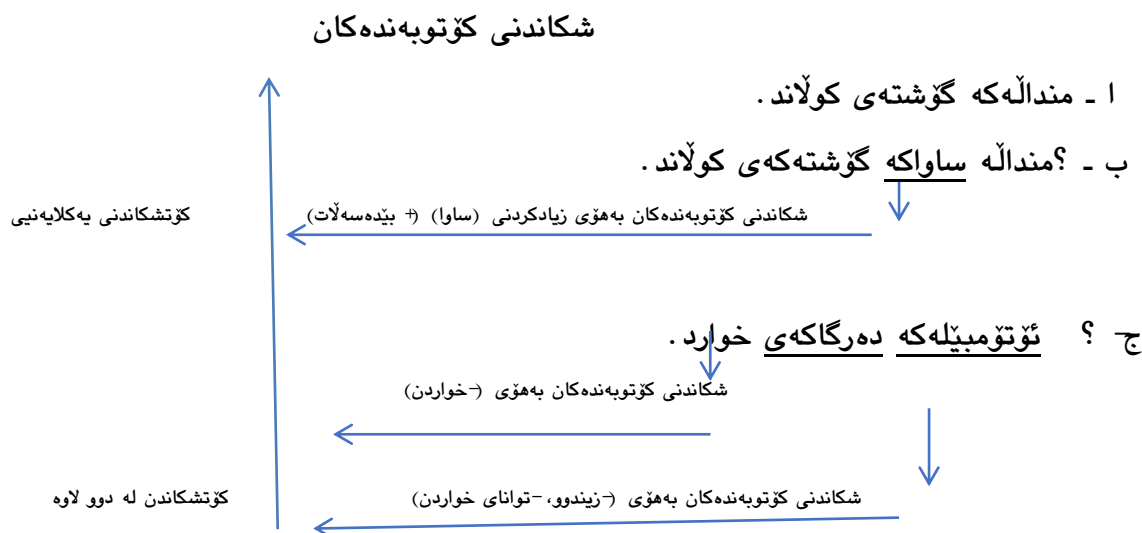 شکاندنی کۆتوبەندەکان
ا ـ منداڵەکە گۆشتەی کوڵاند.
ب ـ ؟منداڵە ساواکە گۆشتەکەی کوڵاند.
شکاندنی کۆتوبەندەکان بەهۆی زیادکردنی (ساوا) (+ بێدەسەڵات)
کۆتشکاندنی یەکلایەنیی
ج- ؟ ئۆتۆمبێلەکە دەرگاکەی خوارد.
شکاندنی کۆتوبەندەکان بەهۆی (-خواردن)
شکاندنی کۆتوبەندەکان بەهۆی (-زیندوو، -توانای خواردن)
کۆتشکاندن لە دوو لاوە